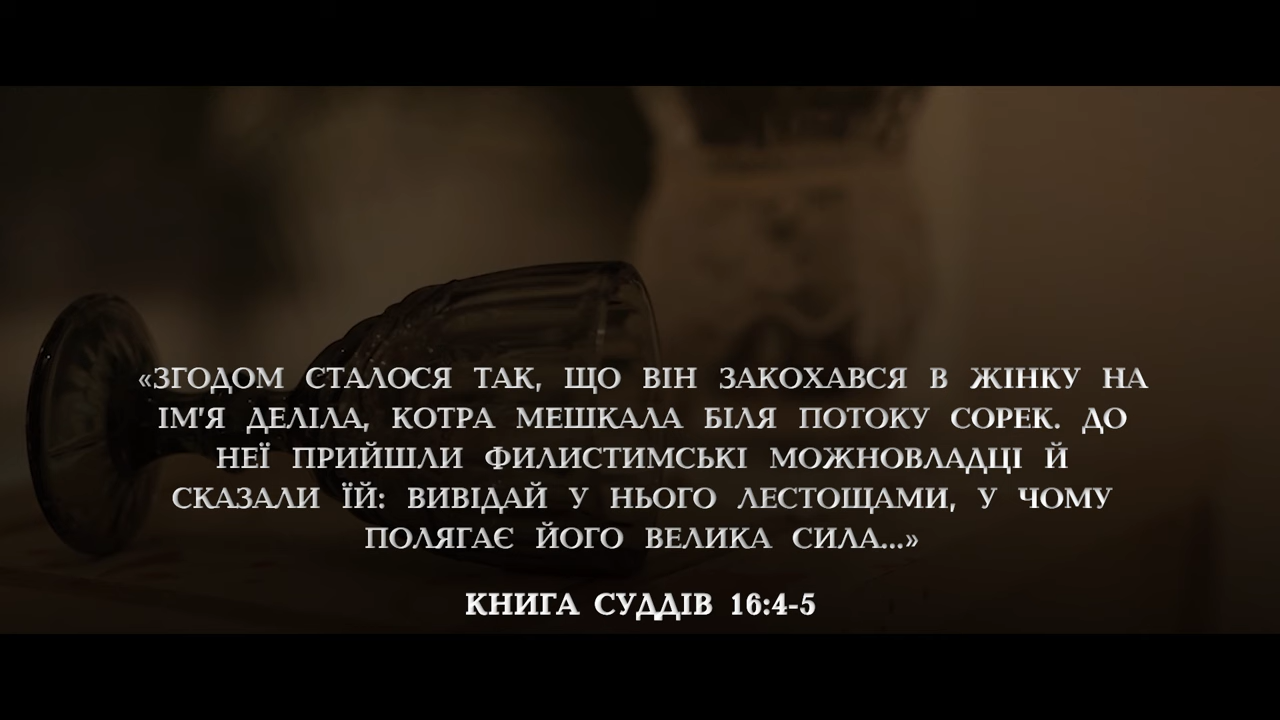 «ЗГОДОМ СТАЛОСЯ ТАК, ЩО ВІН ЗАКОХАВСЯ В ЖІНКУ НА
ІМ'Я ДЕЛІЛА, КОТРА МЕШКАЛА БІЛЯ ПОТОКУ СОРЕК. ДО
НЕЇ ПРИЙШЛИ ФИЛИСТИМСЬКІ МОЖНОВЛАДЦІ Й
СКАЗАЛИ ЇЙ: ВИВІДАЙ У НЬОГО ЛЕСТОЩАМИ, У ЧОМУ
ПОЛЯГАЄ ЙОГО ВЕЛИКА СИЛА...»
КНИГА СУДДІВ 16:4-5